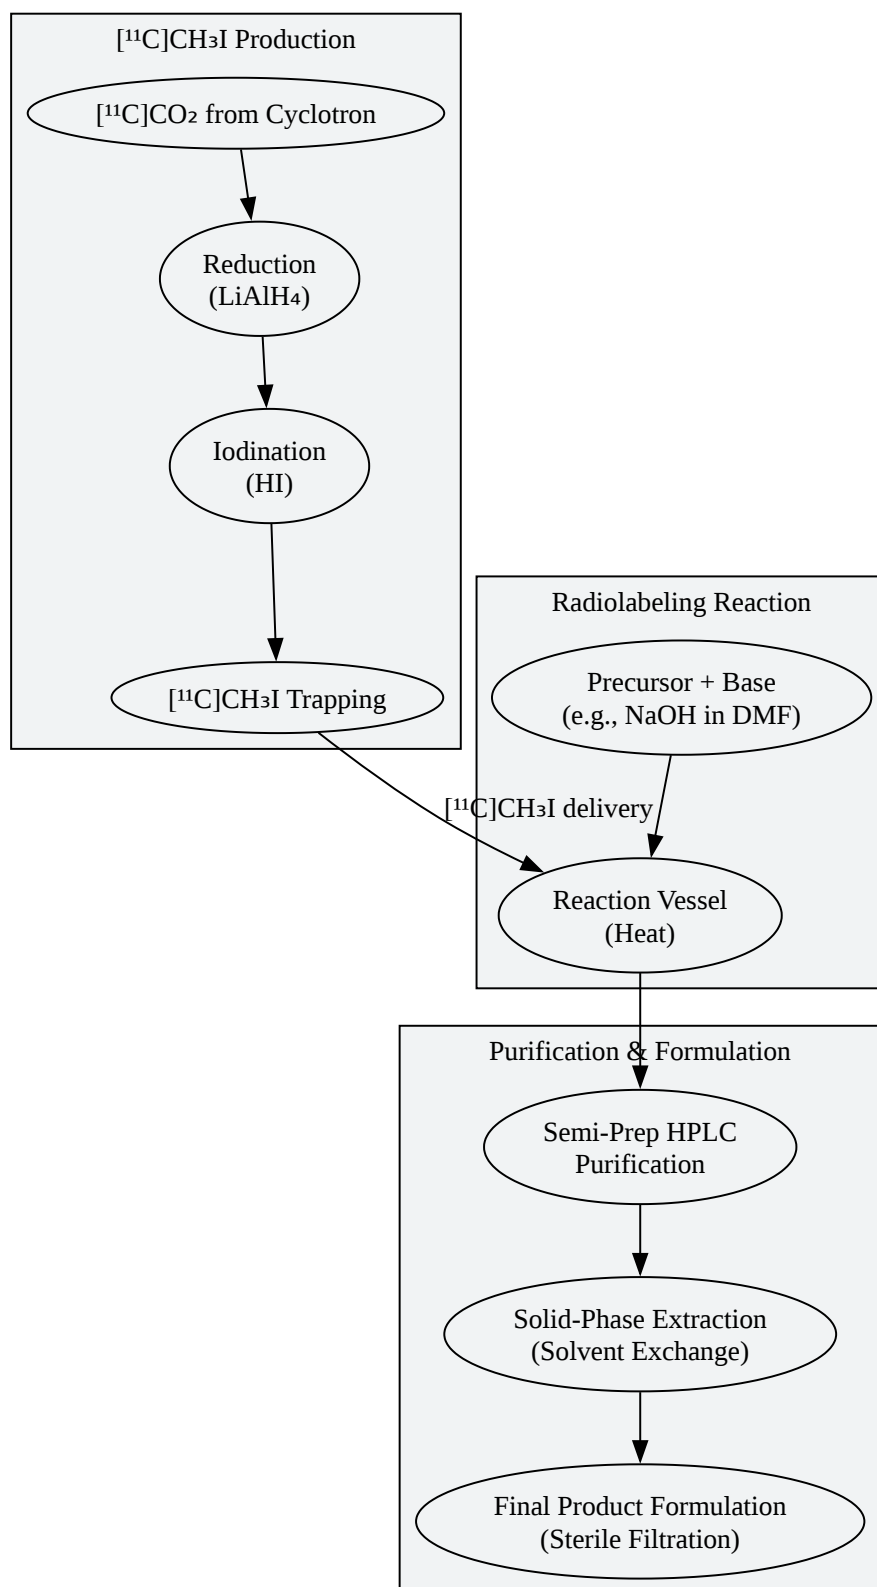 [¹¹C]CH₃I Production
[¹¹C]CO₂ from Cyclotron
Reduction
(LiAlH₄)
Iodination
(HI)
[¹¹C]CH₃I Trapping
Radiolabeling Reaction
Precursor + Base
(e.g., NaOH in DMF)
[¹¹C]CH₃I delivery
Reaction Vessel
(Heat)
Purification & Formulation
Semi-Prep HPLC
Purification
Solid-Phase Extraction
(Solvent Exchange)
Final Product Formulation
(Sterile Filtration)